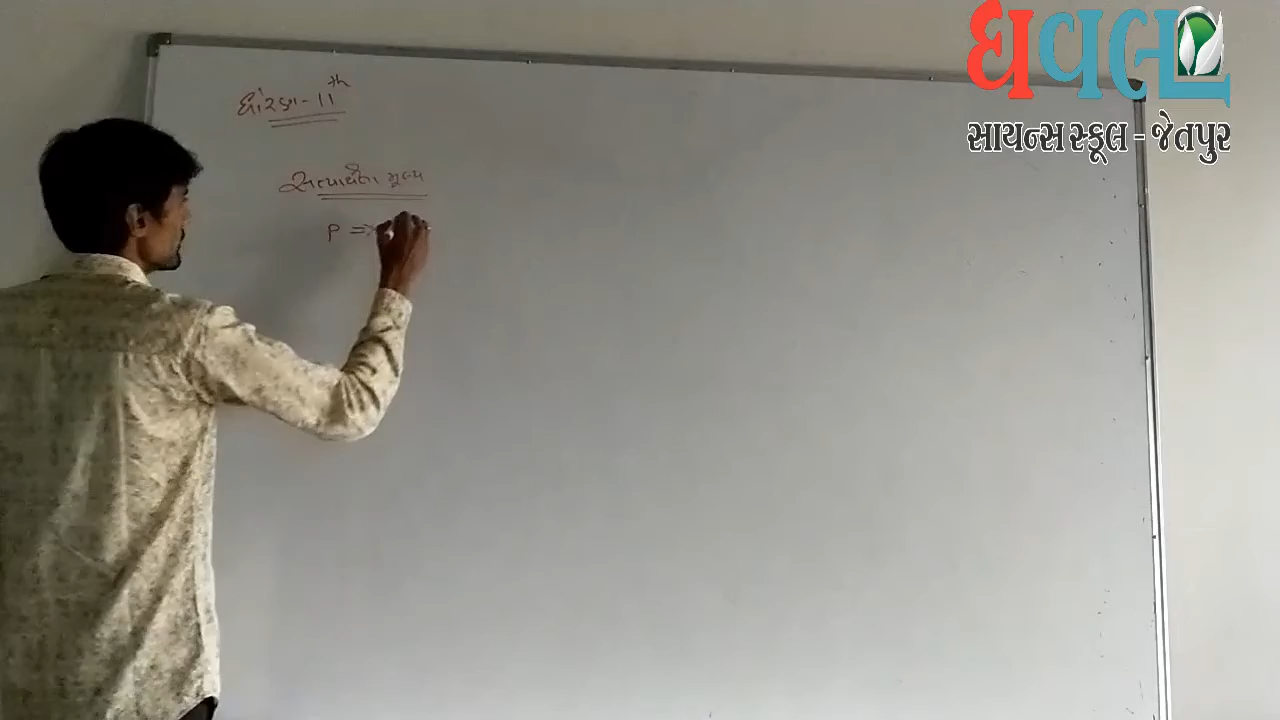 ધવલ
સાયન્સ સ્કૂલ - જેતપુર
ધોરણ - 11th
સત્યાર્થતા મૂલ્ય
P =>